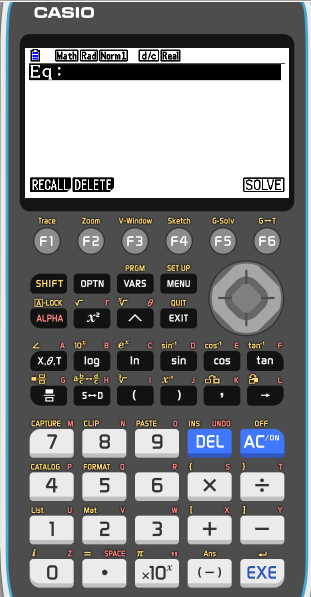 CASIO
Math Rad Norm1 d/c Real
Eq:
RECALL DELETE SOLVE
Trace Zoom V-Window Sketch G-Solv G↔T
F1 F2 F3 F4 F5 F6
PRGM SET UP
SHIFT OPTN VARS MENU
A-LOCK √ r ∛ θ QUIT
ALPHA x² ^ EXIT
∠ A 10ˣ B eˣ C sin⁻¹ D cos⁻¹ E tan⁻¹ F
X,θ,T log ln sin cos tan
G H ∛ I x⁻¹ J K L
S↔D ( ) , →
CAPTURE M CLIP N PASTE O INS UNDO OFF
7 8 9 DEL AC/ON
CATALOG P FORMAT Q R { S } T
4 5 6 × ÷
List U Mat V W [ X ] Y
1 2 3 + −
i Z = SPACE π " Ans ↵
0 • ×10ˣ (−) EXE